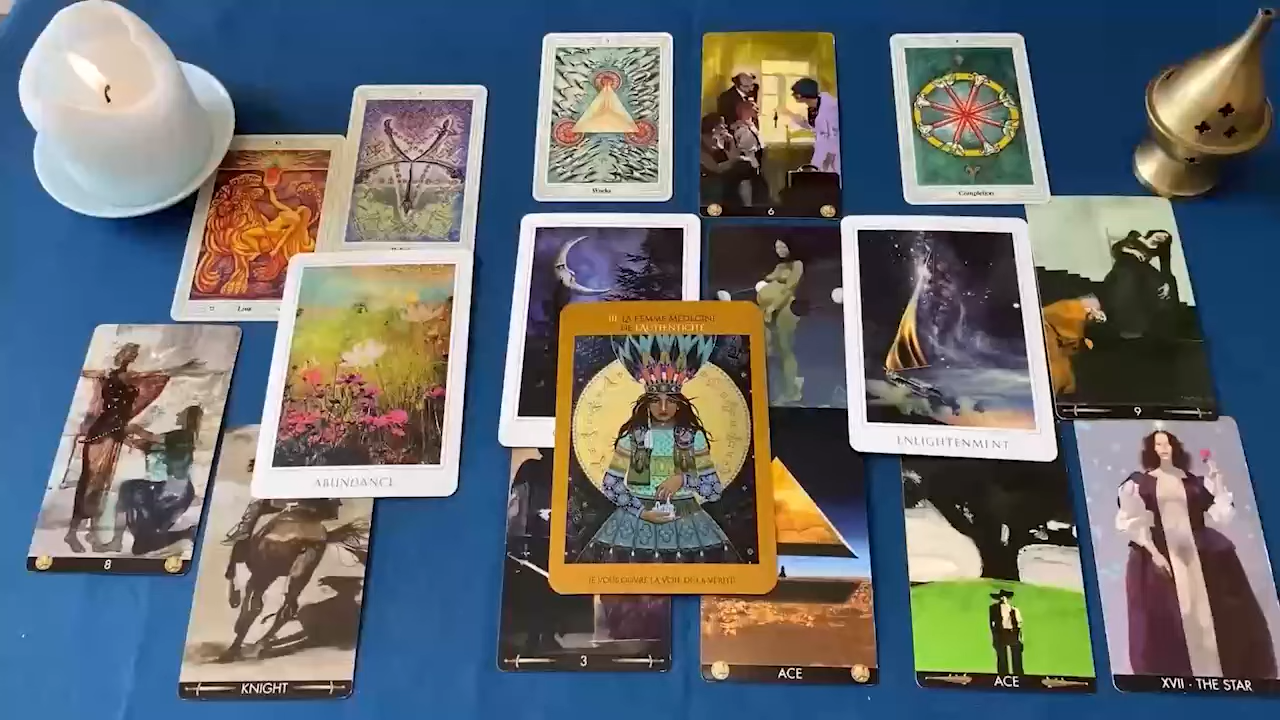 Works
6
Completion
XI
Lust
ABUNDANCE
III. LA FEMME MÉDECINE
DE L'AUTHENTICITÉ
JE VOUS OUVRE LA VOIE DE LA VÉRITÉ
ENLIGHTENMENT
9
8
KNIGHT
3
ACE
ACE
XVII - THE STAR